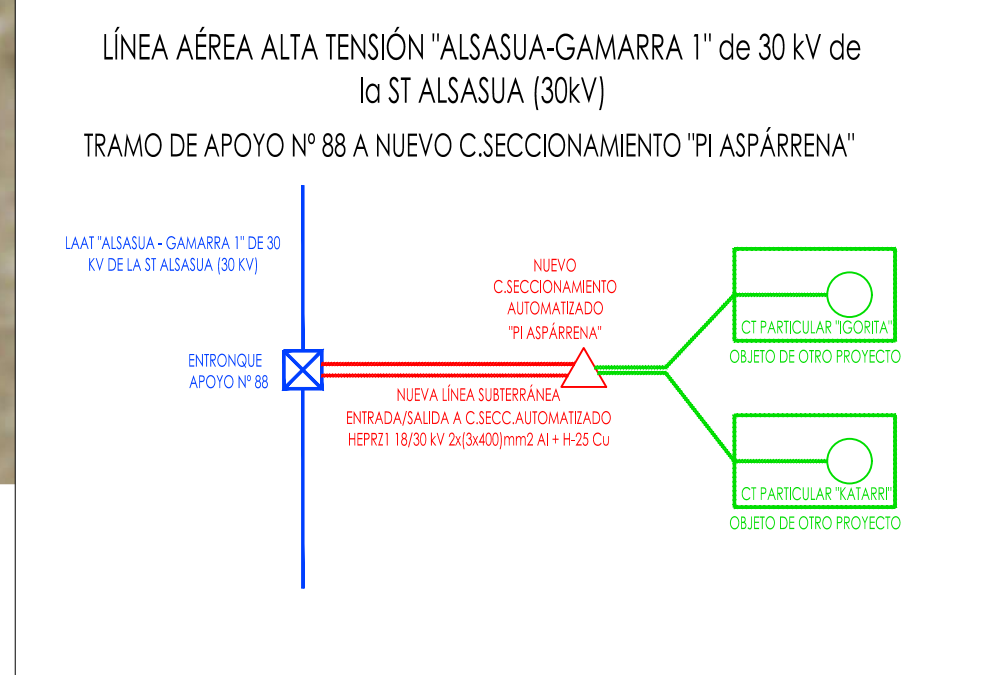 LÍNEA AÉREA ALTA TENSIÓN "ALSASUA-GAMARRA 1" de 30 kV de
la ST ALSASUA (30kV)
TRAMO DE APOYO Nº 88 A NUEVO C.SECCIONAMIENTO "PI ASPÁRRENA"
LAAT "ALSASUA - GAMARRA 1" DE 30
KV DE LA ST ALSASUA (30 KV)
ENTRONQUE
APOYO Nº 88
NUEVO
C.SECCIONAMIENTO
AUTOMATIZADO
"PI ASPÁRRENA"
NUEVA LÍNEA SUBTERRÁNEA
ENTRADA/SALIDA A C.SECC.AUTOMATIZADO
HEPRZ1 18/30 kV 2x(3x400)mm2 Al + H-25 Cu
CT PARTICULAR "IGORITA"
OBJETO DE OTRO PROYECTO
CT PARTICULAR "KATARRI"
OBJETO DE OTRO PROYECTO